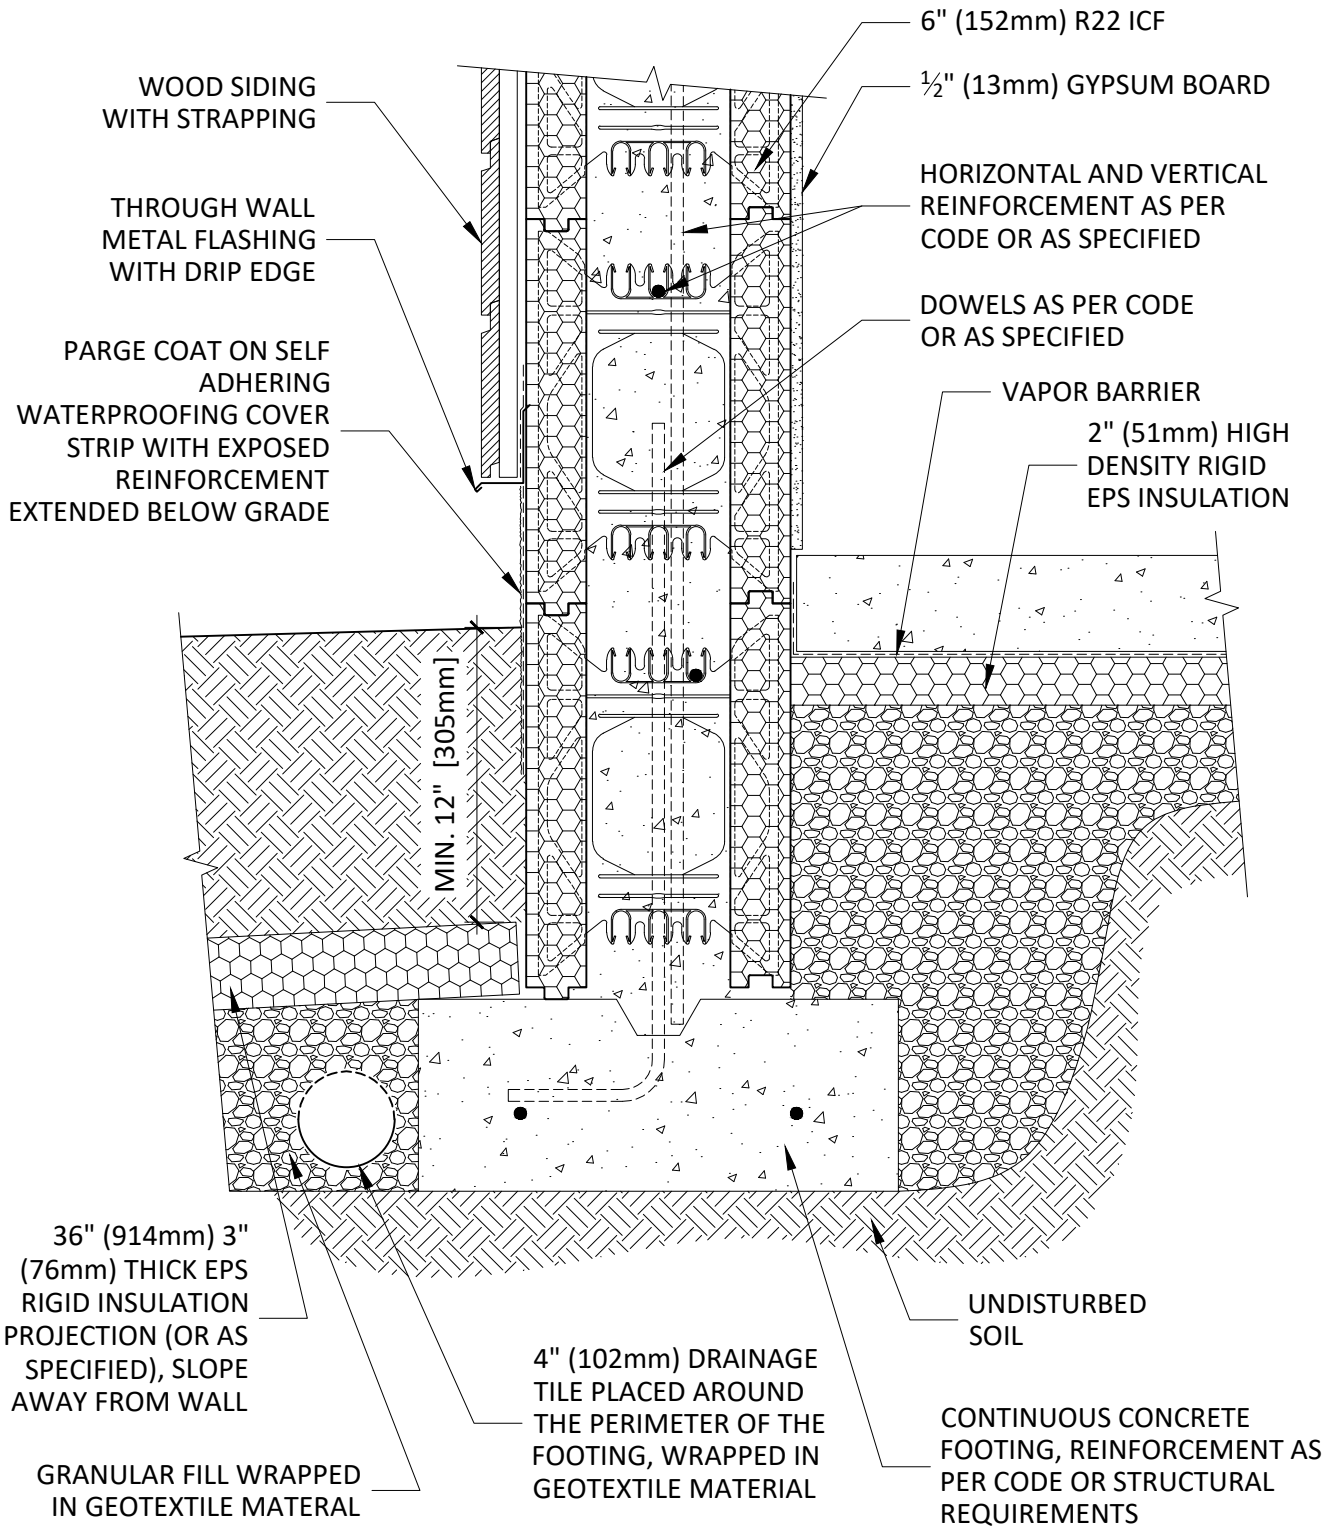 6" (152mm) R22 ICF
½" (13mm) GYPSUM BOARD
WOOD SIDING
WITH STRAPPING
HORIZONTAL AND VERTICAL
REINFORCEMENT AS PER
CODE OR AS SPECIFIED
THROUGH WALL
METAL FLASHING
WITH DRIP EDGE
DOWELS AS PER CODE
OR AS SPECIFIED
PARGE COAT ON SELF
ADHERING
WATERPROOFING COVER
STRIP WITH EXPOSED
REINFORCEMENT
EXTENDED BELOW GRADE
VAPOR BARRIER
2" (51mm) HIGH
DENSITY RIGID
EPS INSULATION
MIN. 12" [305mm]
36" (914mm) 3"
(76mm) THICK EPS
RIGID INSULATION
PROJECTION (OR AS
SPECIFIED), SLOPE
AWAY FROM WALL
GRANULAR FILL WRAPPED
IN GEOTEXTILE MATERAL
4" (102mm) DRAINAGE
TILE PLACED AROUND
THE PERIMETER OF THE
FOOTING, WRAPPED IN
GEOTEXTILE MATERIAL
UNDISTURBED
SOIL
CONTINUOUS CONCRETE
FOOTING, REINFORCEMENT AS
PER CODE OR STRUCTURAL
REQUIREMENTS